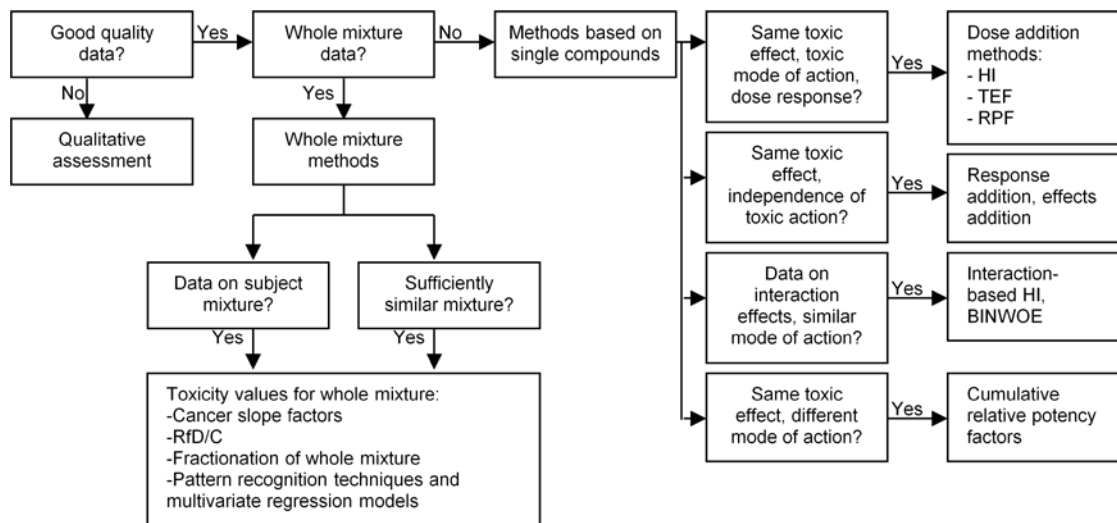 Good quality
data?
Yes
Whole mixture
data?
No
Methods based on
single compounds
Same toxic
effect, toxic
mode of action,
dose response?
Yes
Dose addition
methods:
- HI
- TEF
- RPF
No
Qualitative
assessment
Yes
Whole mixture
methods
Same toxic
effect,
independence of
toxic action?
Yes
Response
addition, effects
addition
Data on subject
mixture?
Sufficiently
similar mixture?
Data on
interaction
effects, similar
mode of action?
Yes
Interaction-
based HI,
BINWOE
Yes
Yes
Toxicity values for whole mixture:
-Cancer slope factors
-RfD/C
-Fractionation of whole mixture
-Pattern recognition techniques and
multivariate regression models
Same toxic
effect, different
mode of action?
Yes
Cumulative
relative potency
factors